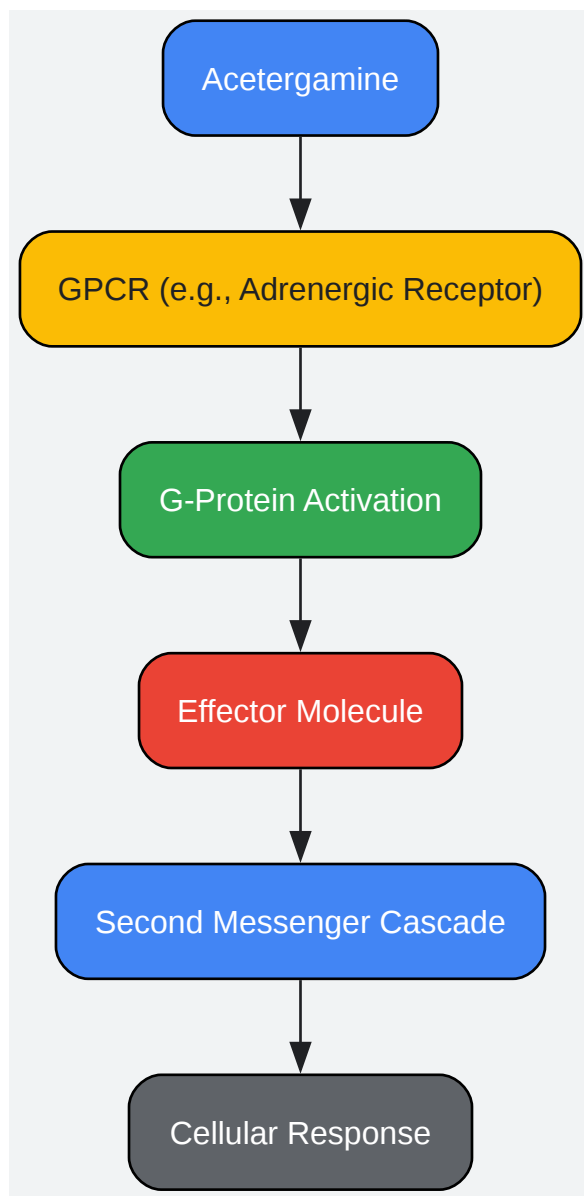 Acetergamine
GPCR (e.g., Adrenergic Receptor)
G-Protein Activation
Effector Molecule
Second Messenger Cascade
Cellular Response